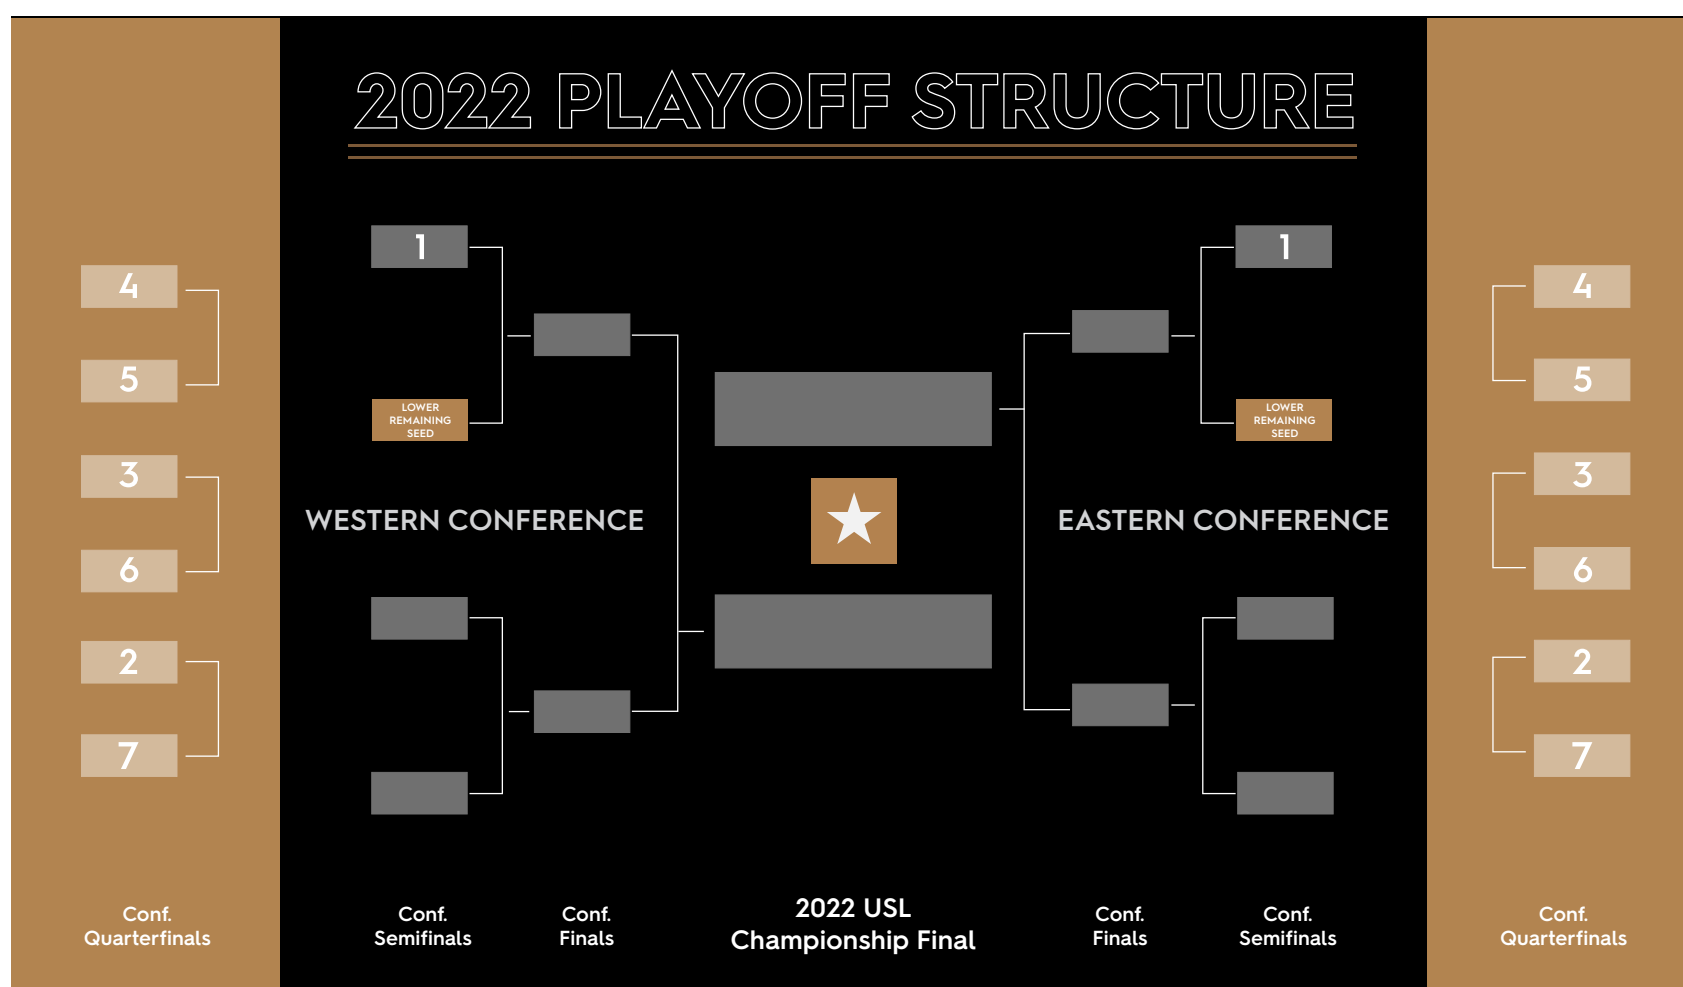 2022 PLAYOFF STRUCTURE
4
5
3
6
2
7
Conf.
Quarterfinals
1
LOWER
REMAINING
SEED
WESTERN CONFERENCE
Conf.
Semifinals
Conf.
Finals
2022 USL
Championship Final
1
LOWER
REMAINING
SEED
EASTERN CONFERENCE
Conf.
Finals
Conf.
Semifinals
4
5
3
6
2
7
Conf.
Quarterfinals